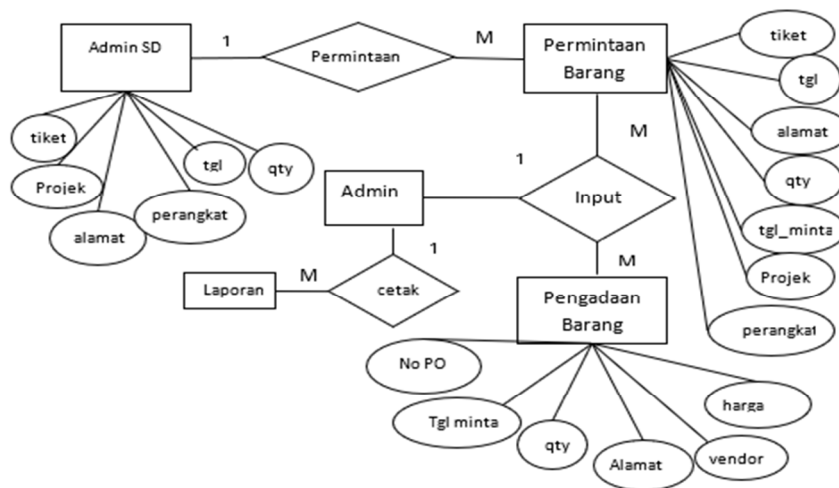 Admin SD
1
Permintaan
M
Permintaan
Barang
tiket
tgl
alamat
qty
tgl_minta
Projek
perangkat
tiket
Projek
alamat
perangkat
tgl
qty
M
1
Admin
Input
1
M
Laporan
M
cetak
Pengadaan
Barang
No PO
Tgl minta
qty
Alamat
vendor
harga